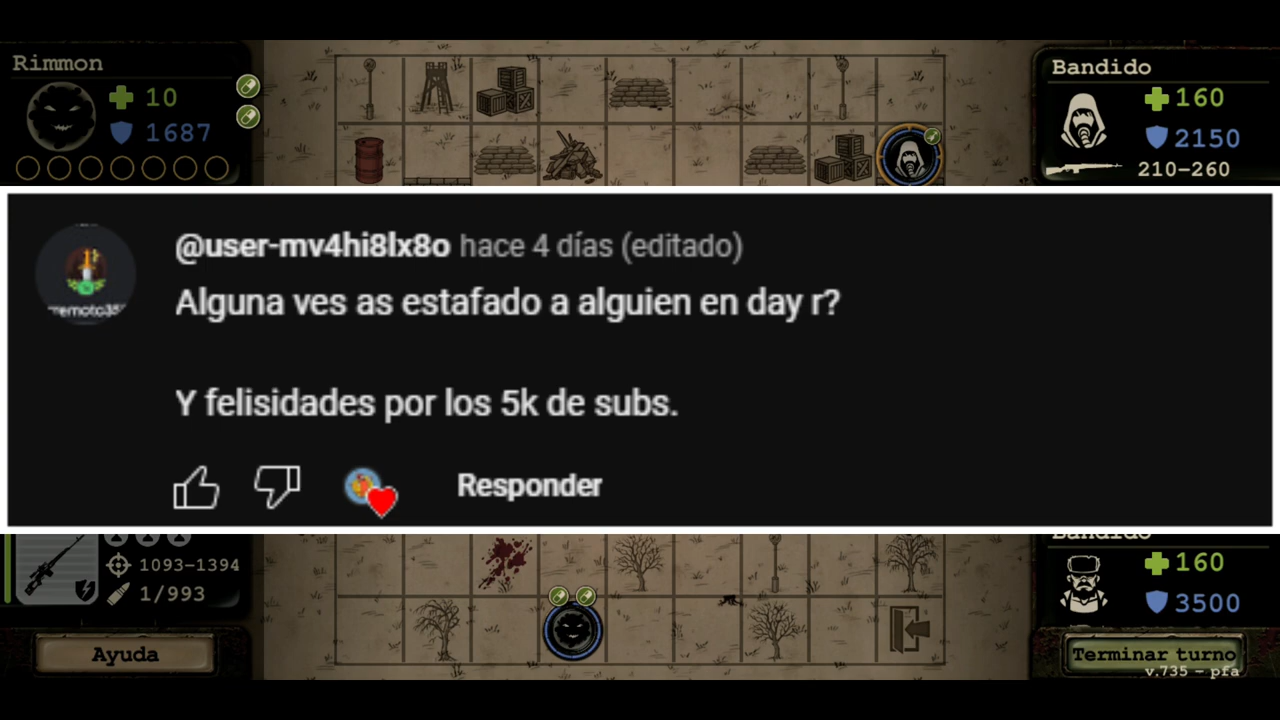 Rimmon
10
1687
Bandido
160
2150
210-260
@user-mv4hi8lx8o hace 4 días (editado)
Alguna ves as estafado a alguien en day r?
Y felisidades por los 5k de subs.
Responder
1093-1394
1/993
Ayuda
Bandido
160
3500
Terminar turno
v.735 - pfa